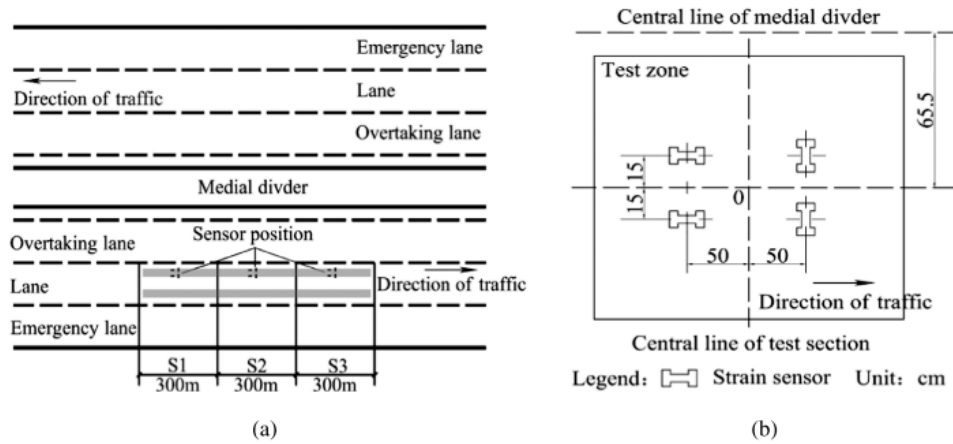 Emergency lane
Direction of traffic
Lane
Overtaking lane
Medial divder
Overtaking lane
Sensor position
Lane
Direction of traffic
Emergency lane
S1 S2 S3
300m 300m 300m
(a)
Central line of medial divder
Test zone
65.5
15 15
0
50 50
Direction of traffic
Central line of test section
Legend: Strain sensor Unit: cm
(b)